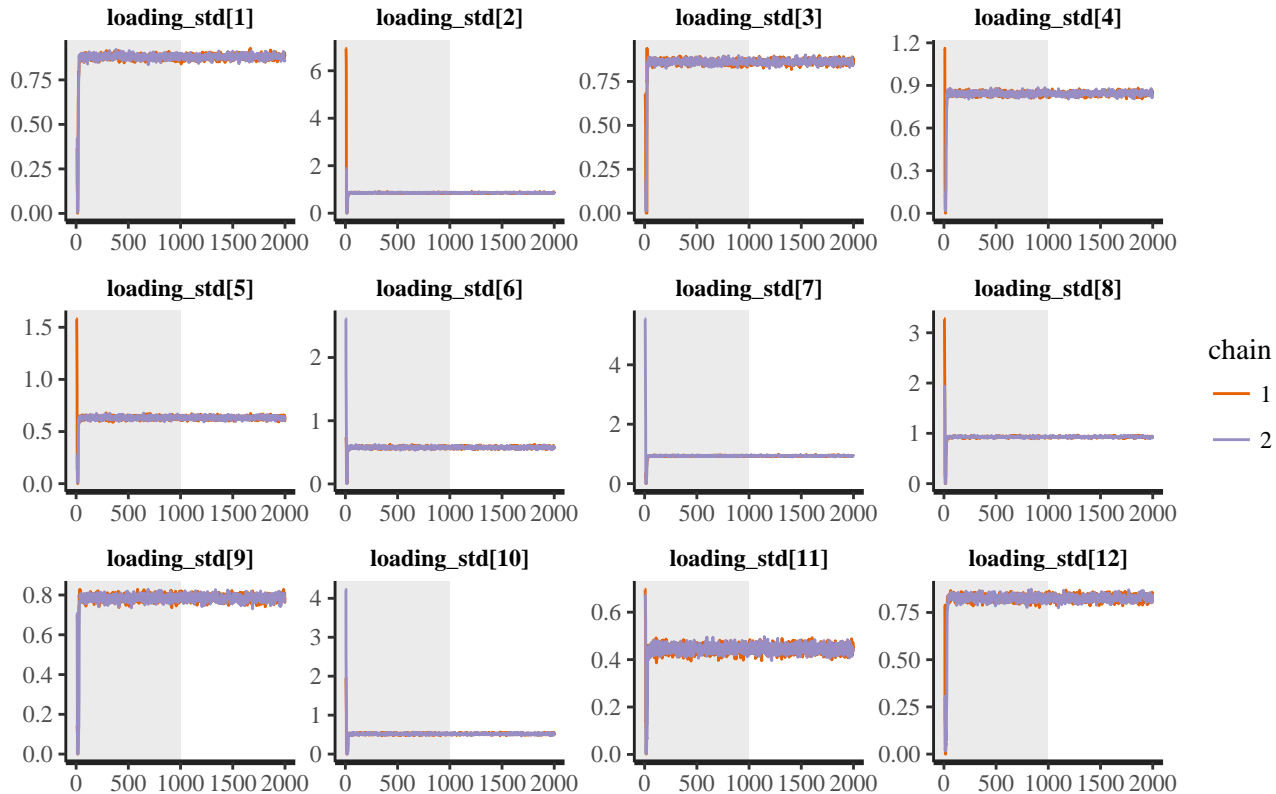 loading_std[1] loading_std[2] loading_std[3] loading_std[4]
0.75 0.50 0.25 0.00
0 500 1000 1500 2000
6 4 2 0
0 500 1000 1500 2000
0.75 0.50 0.25 0.00
0 500 1000 1500 2000
1.2 0.9 0.6 0.3 0.0
0 500 1000 1500 2000
loading_std[5] loading_std[6] loading_std[7] loading_std[8]
1.5 1.0 0.5 0.0
0 500 1000 1500 2000
2 1 0
0 500 1000 1500 2000
4 2 0
0 500 1000 1500 2000
3 2 1 0
0 500 1000 1500 2000
loading_std[9] loading_std[10] loading_std[11] loading_std[12]
0.8 0.6 0.4 0.2 0.0
0 500 1000 1500 2000
4 3 2 1 0
0 500 1000 1500 2000
0.6 0.4 0.2 0.0
0 500 1000 1500 2000
0.75 0.50 0.25 0.00
0 500 1000 1500 2000
chain
1
2